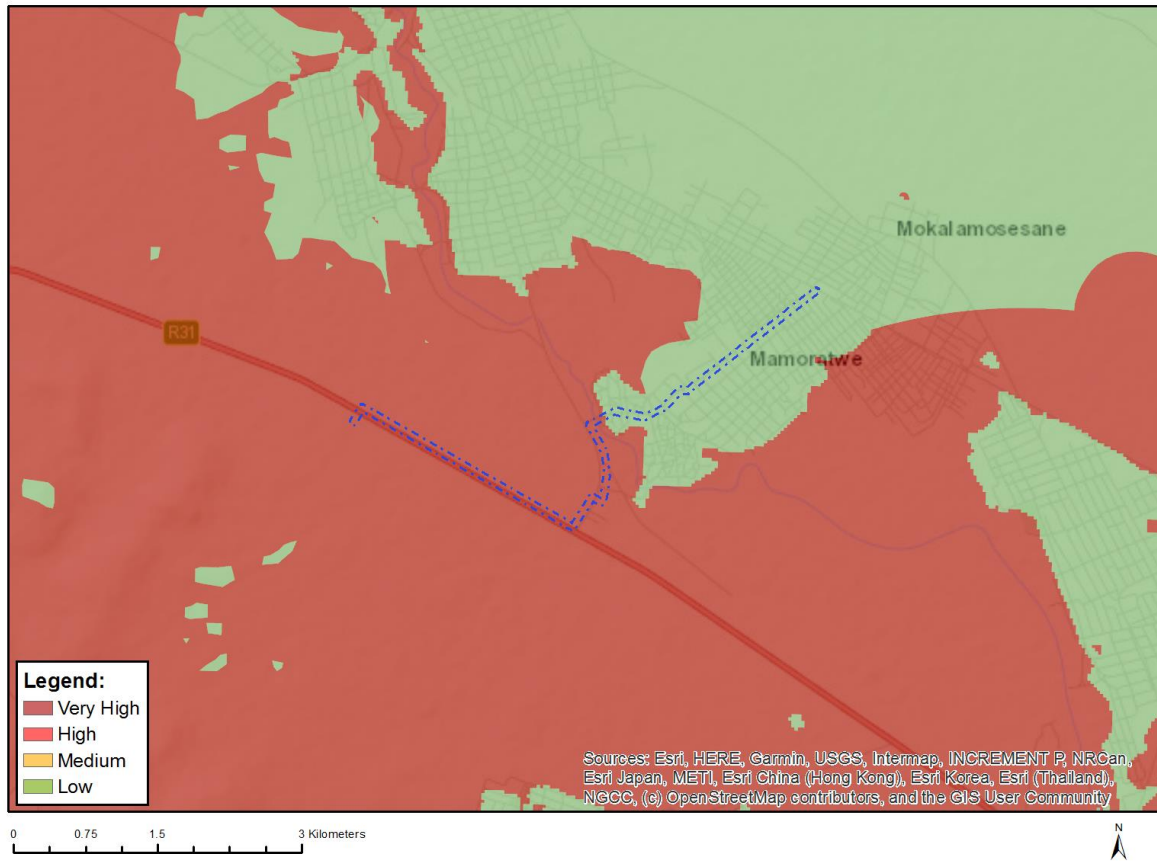 Mokalamosesane
R31
Mamoratwe
Legend:
Very High
High
Medium
Low
Sources: Esri, HERE, Garmin, USGS, Intermap, INCREMENT P, NRCan,
Esri Japan, METI, Esri China (Hong Kong), Esri Korea, Esri (Thailand),
NGCC, (c) OpenStreetMap contributors, and the GIS User Community
0 0.75 1.5 3 Kilometers
N